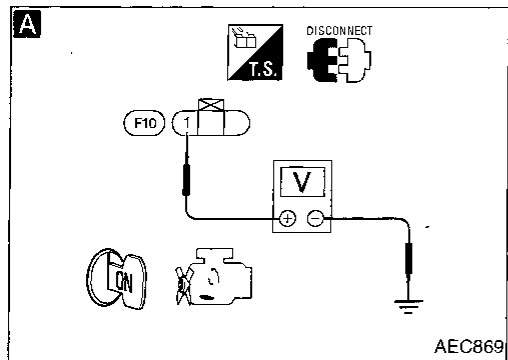 A
DISCONNECT
T.S.
F10
1
V
+ -
ON
AEC869